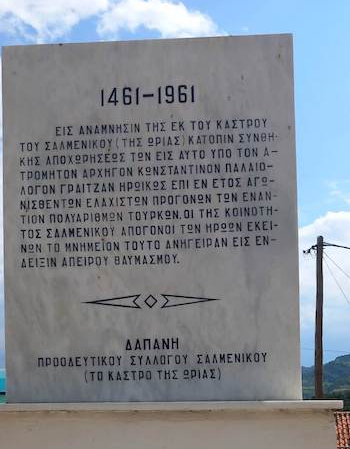 1461-1961
ΕΙΣ ΑΝΑΜΝΗΣΙΝ ΤΗΣ ΕΚ ΤΟΥ ΚΑΣΤΡΟΥ
ΤΟΥ ΣΑΛΜΕΝΙΚΟΥ (ΤΗΣ ΩΡΙΑΣ) ΚΑΤΟΠΙΝ ΣΥΝΘΗ-
ΚΗΣ ΑΠΟΧΩΡΗΣΕΩΣ ΤΩΝ ΕΙΣ ΑΥΤΟ ΥΠΟ ΤΟΝ Α-
ΤΡΟΜΗΤΟΝ ΑΡΧΗΓΟΝ ΚΩΝΣΤΑΝΤΙΝΟΝ ΠΑΛΑΙΟ-
ΛΟΓΟΝ ΓΡΑΙΤΖΑΝ ΗΡΩΙΚΩΣ ΕΠΙ ΕΝ ΕΤΟΣ ΑΓΩ-
ΝΙΣΘΕΝΤΩΝ ΕΛΑΧΙΣΤΩΝ ΠΡΟΓΟΝΩΝ ΤΩΝ ΕΝΑΝ-
ΤΙΟΝ ΠΟΛΥΑΡΙΘΜΩΝ ΤΟΥΡΚΩΝ. ΟΙ ΤΗΣ ΚΟΙΝΟΤΗ-
ΤΟΣ ΣΑΛΜΕΝΙΚΟΥ ΑΠΟΓΟΝΟΙ ΤΩΝ ΗΡΩΩΝ ΕΚΕΙ-
ΝΩΝ ΤΟ ΜΝΗΜΕΙΟΝ ΤΟΥΤΟ ΑΝΗΓΕΙΡΑΝ ΕΙΣ ΕΝ-
ΔΕΙΞΙΝ ΑΠΕΙΡΟΥ ΘΑΥΜΑΣΜΟΥ.
ΔΑΠΑΝΗ
ΠΡΟΟΔΕΥΤΙΚΟΥ ΣΥΛΛΟΓΟΥ ΣΑΛΜΕΝΙΚΟΥ
(ΤΟ ΚΑΣΤΡΟ ΤΗΣ ΩΡΙΑΣ)